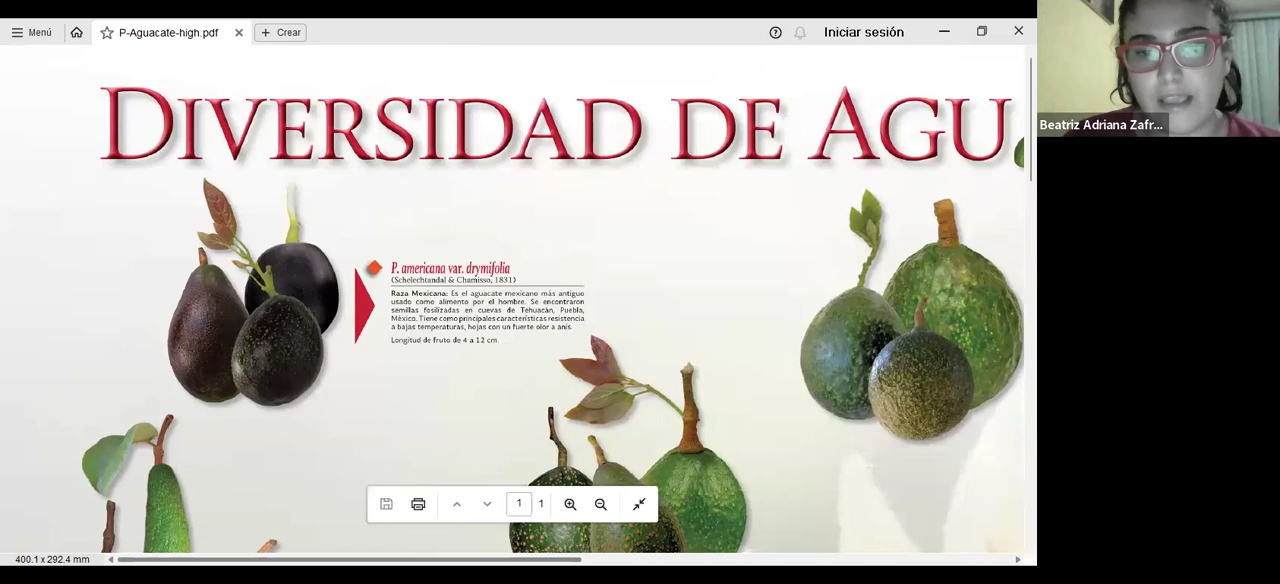 Menú
P-Aguacate-high.pdf
Crear
Iniciar sesión
Beatriz Adriana Zafr...
DIVERSIDAD DE AGU
P. americana var. drymifolia
(Schelechtandal & Chamisso, 1831)
Raza Mexicana: Es el aguacate mexicano más antiguo
usado como alimento por el hombre. Se encontraron
semillas fosilizadas en cuevas de Tehuacán, Puebla,
México. Tiene como principales características resistencia
a bajas temperaturas, hojas con un fuerte olor a anís.
Longitud de fruto de 4 a 12 cm.
1 1
400.1 x 292.4 mm